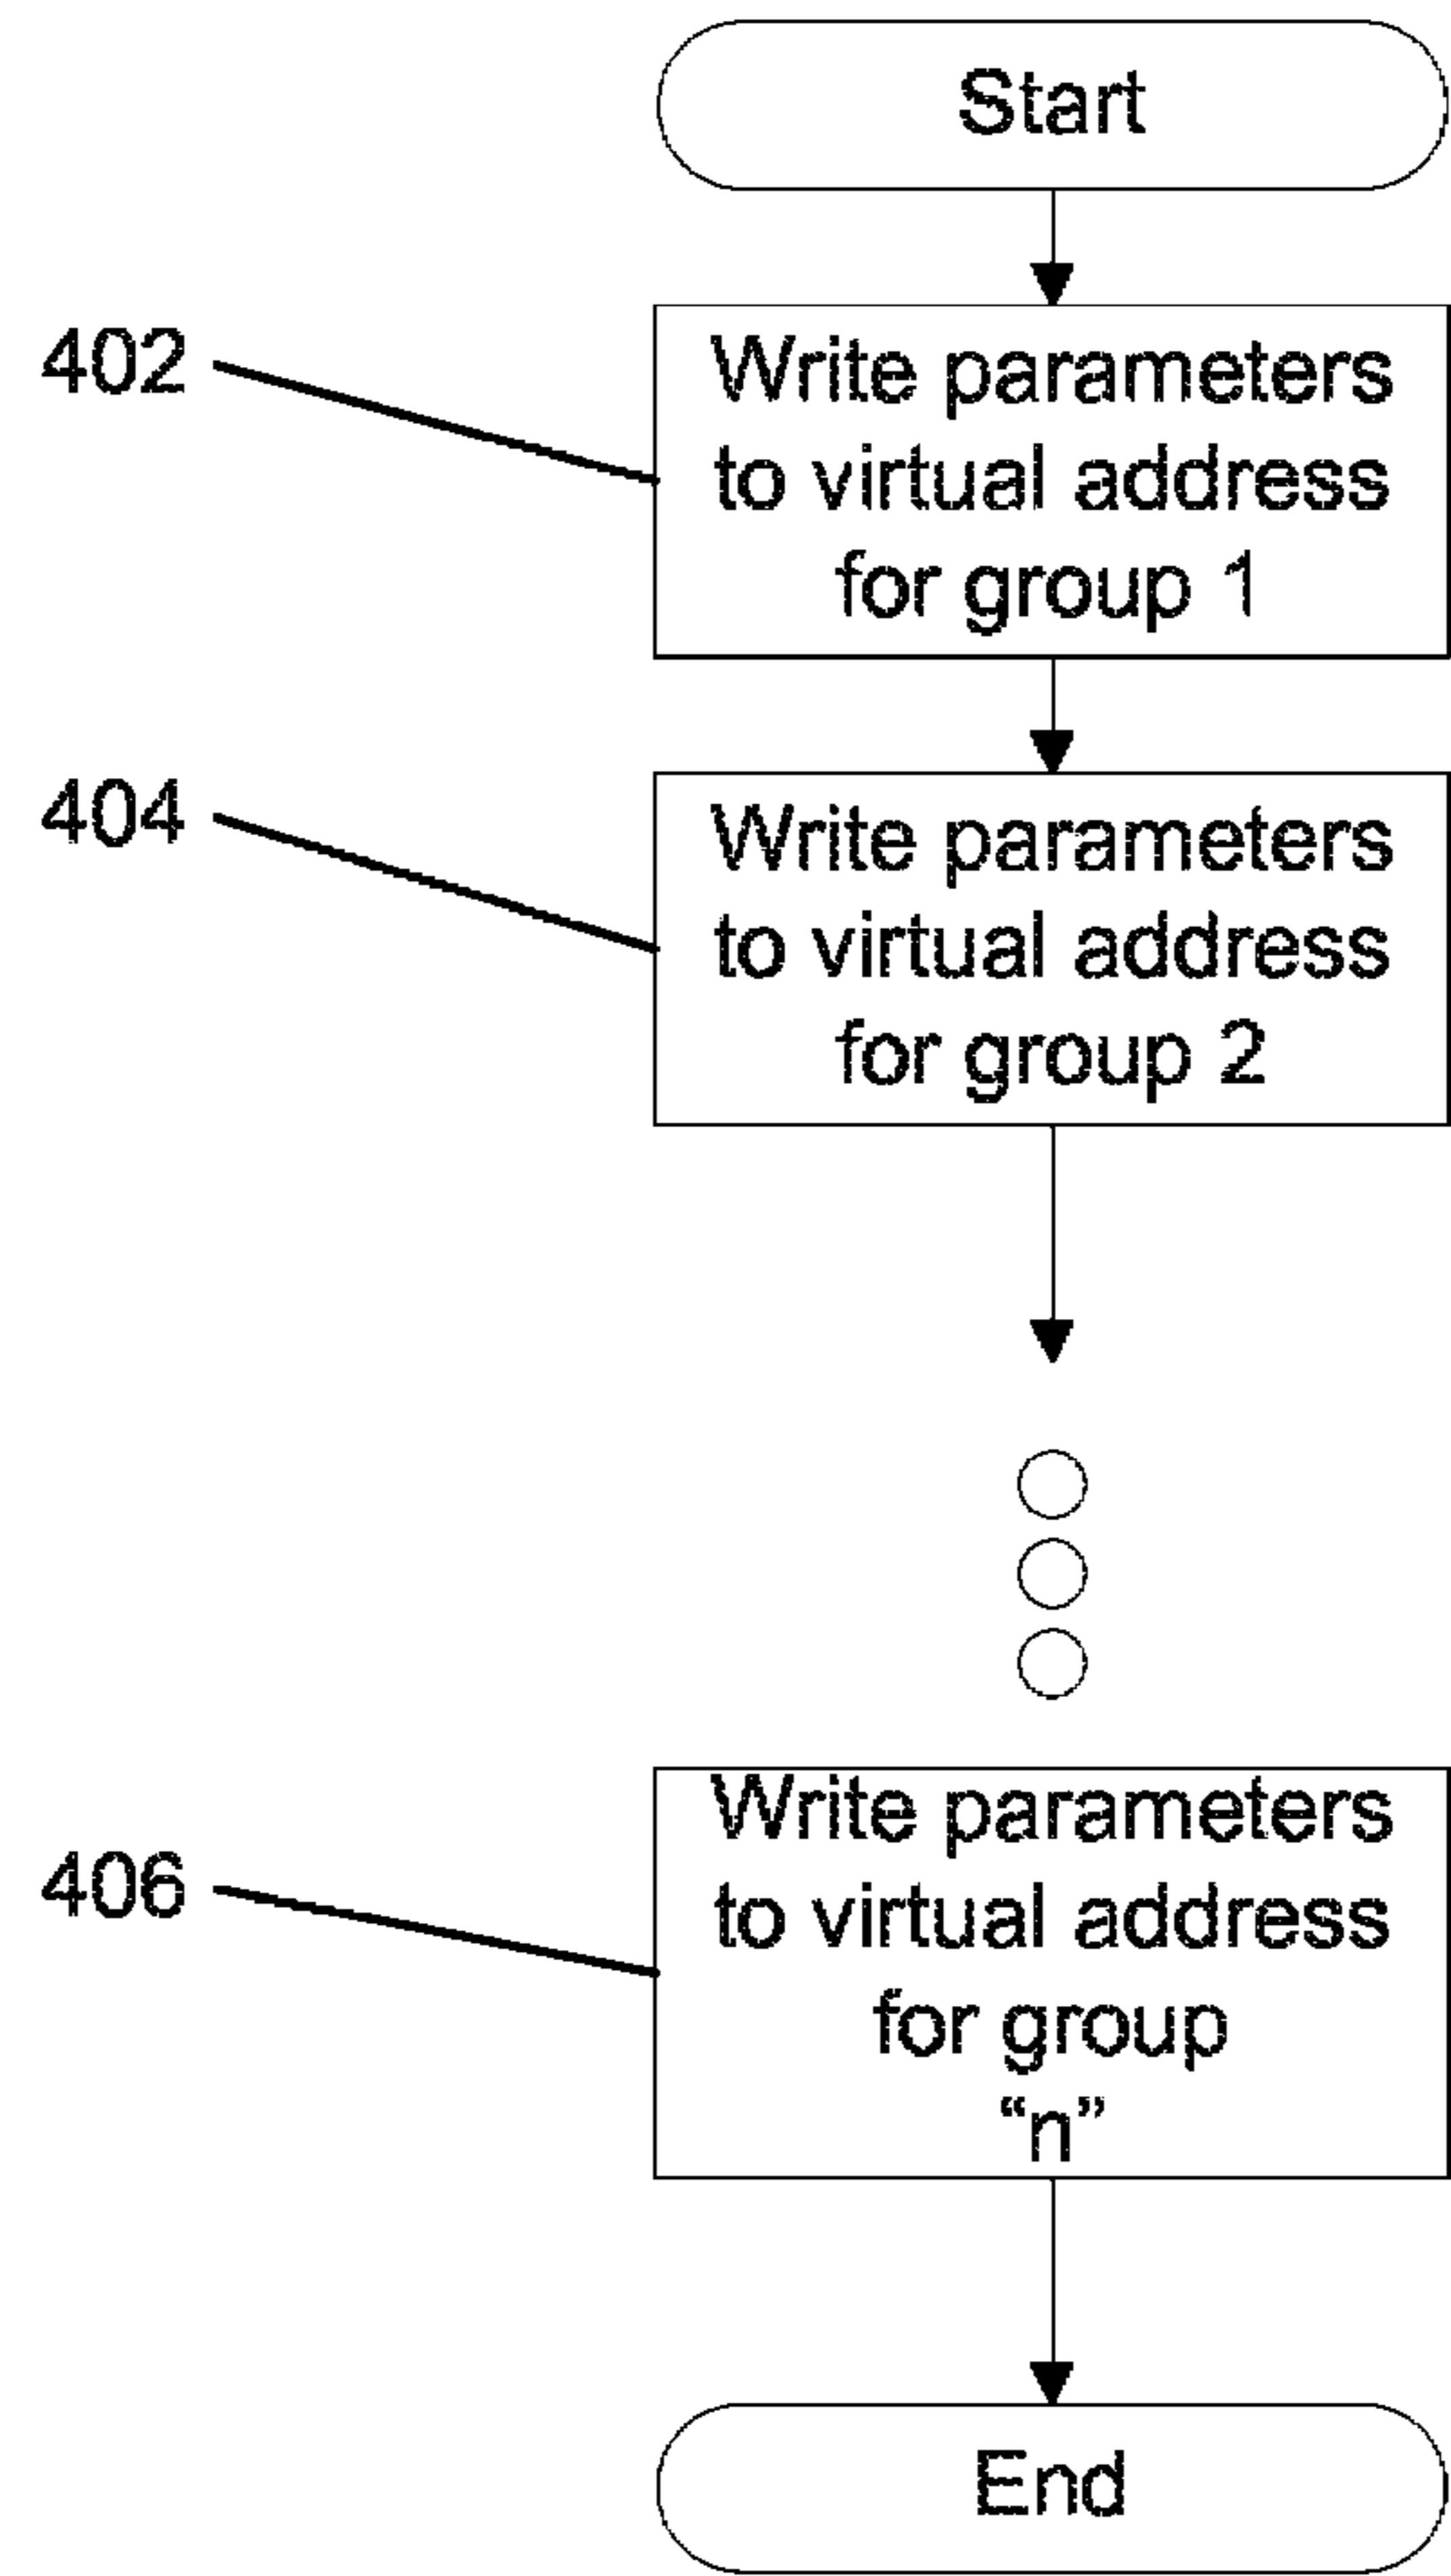 Start
402
Write parameters
to virtual address
for group 1
404
Write parameters
to virtual address
for group 2
406
Write parameters
to virtual address
for group
“n”
End